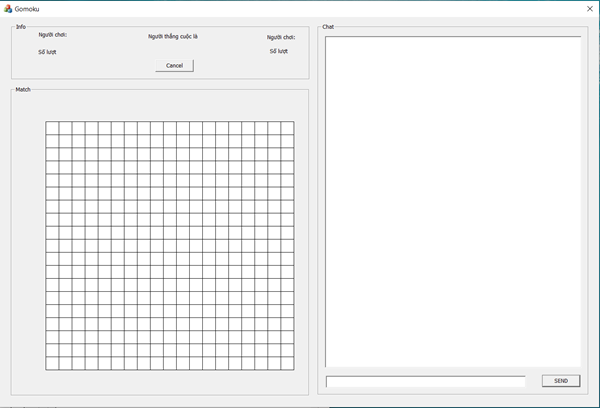 Gomoku
Info
Người chơi:
Người thắng cuộc là
Người chơi:
Số lượt
Số lượt
Cancel
Match
Chat
SEND